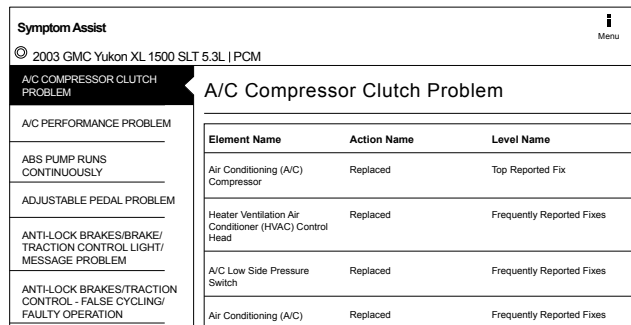 Symptom Assist
Menu
2003 GMC Yukon XL 1500 SLT 5.3L | PCM
A/C COMPRESSOR CLUTCH
PROBLEM
A/C PERFORMANCE PROBLEM
ABS PUMP RUNS
CONTINUOUSLY
ADJUSTABLE PEDAL PROBLEM
ANTI-LOCK BRAKES/BRAKE/
TRACTION CONTROL LIGHT/
MESSAGE PROBLEM
ANTI-LOCK BRAKES/TRACTION
CONTROL - FALSE CYCLING/
FAULTY OPERATION
A/C Compressor Clutch Problem
Element Name Action Name Level Name
Air Conditioning (A/C) Replaced Top Reported Fix
Compressor
Heater Ventilation Air Replaced Frequently Reported Fixes
Conditioner (HVAC) Control
Head
A/C Low Side Pressure Replaced Frequently Reported Fixes
Switch
Air Conditioning (A/C) Replaced Frequently Reported Fixes